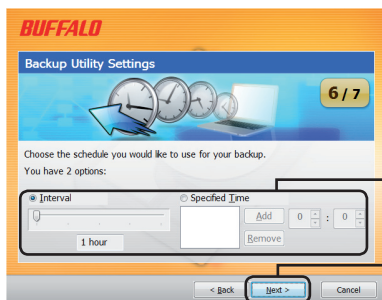 BUFFALO
Backup Utility Settings
6 / 7
Choose the schedule you would like to use for your backup.
You have 2 options:
Interval
Specified Time
Add
0 : 0
1 hour
Remove
< Back
Next >
Cancel